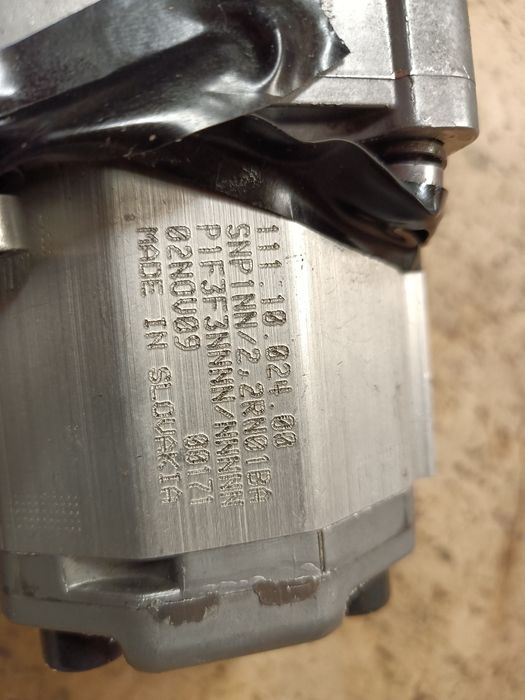 111.10.024.00
SNP1NN/2,2RN01BA
P1F3F3NNNN/NNNNN
02NOV09 00171
MADE IN SLOVAKIA